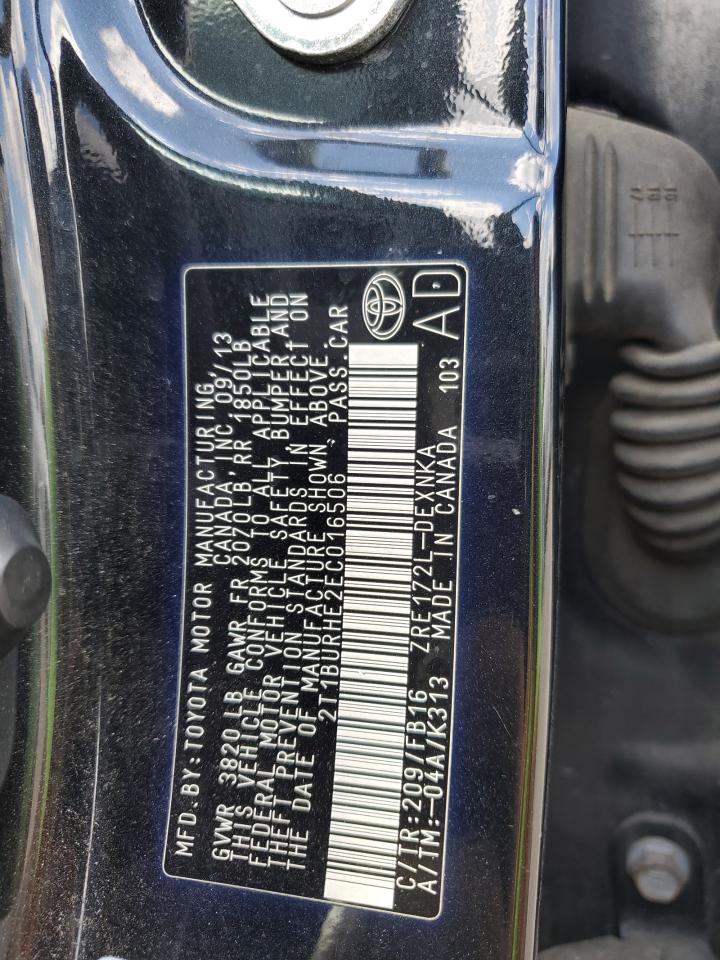 MFD.BY:TOYOTA MOTOR MANUFACTURING
CANADA, INC 09/13
GVWR 3820 LB GAWR FR 2070LB, RR 1850LB
THIS VEHICLE CONFORMS TO ALL APPLICABLE
FEDERAL MOTOR VEHICLE SAFETY, BUMPER, AND
THEFT PREVENTION STANDARDS IN EFFECT ON
THE DATE OF MANUFACTURE SHOWN ABOVE.
2T1BURHE2EC016506 PASS.CAR
C/TR:209/FB16 ZRE172L-DEXNKA
A/TM:-04A/K313 MADE IN CANADA 103
AD